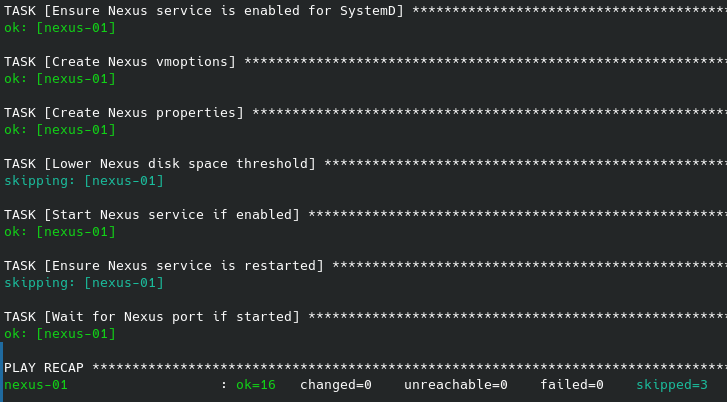 TASK [Ensure Nexus service is enabled for SystemD] ****************************************
ok: [nexus-01]
TASK [Create Nexus vmoptions] *************************************************************
ok: [nexus-01]
TASK [Create Nexus properties] ************************************************************
ok: [nexus-01]
TASK [Lower Nexus disk space threshold] ***************************************************
skipping: [nexus-01]
TASK [Start Nexus service if enabled] *****************************************************
ok: [nexus-01]
TASK [Ensure Nexus service is restarted] **************************************************
skipping: [nexus-01]
TASK [Wait for Nexus port if started] *****************************************************
ok: [nexus-01]
PLAY RECAP ********************************************************************************
nexus-01                   : ok=16   changed=0    unreachable=0    failed=0    skipped=3